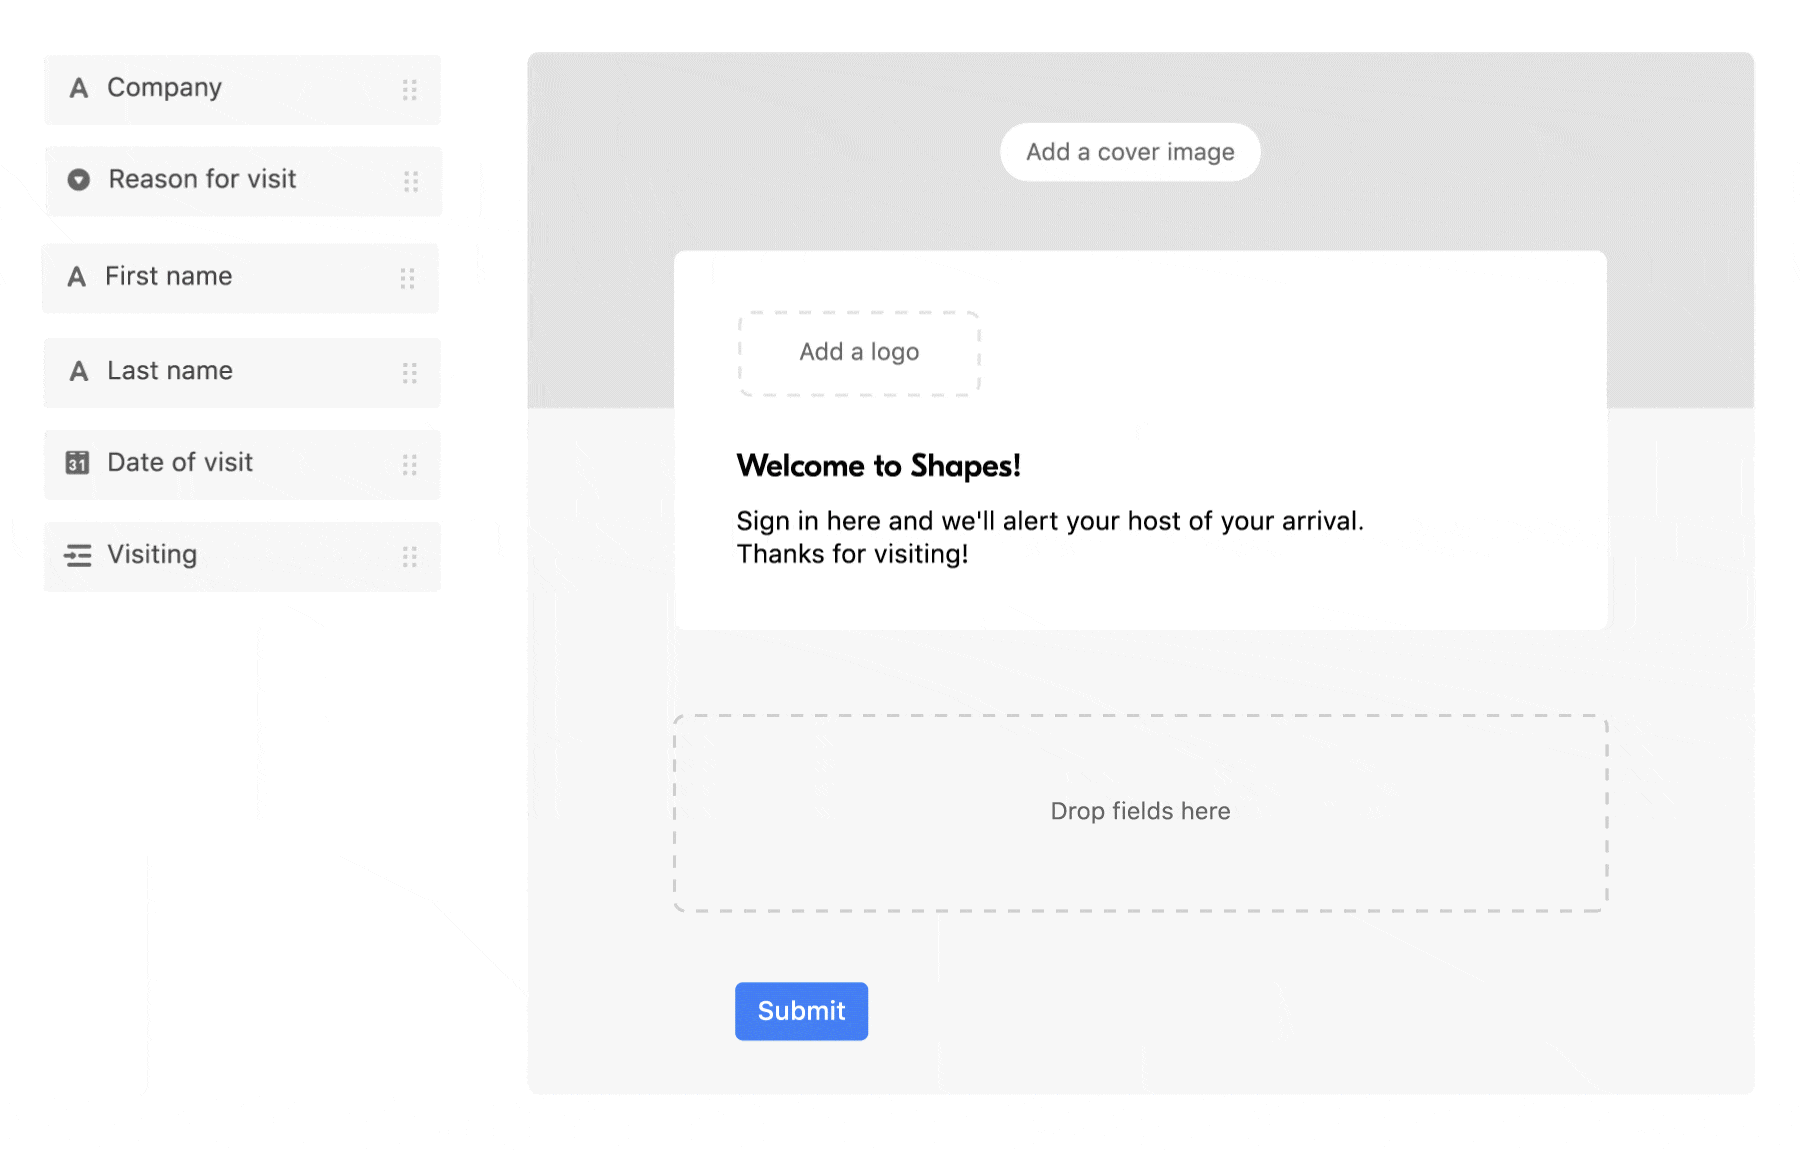 Company
Reason for visit
First name
Last name
31 Date of visit
Visiting
Add a cover image
Add a logo
Welcome to Shapes!
Sign in here and we'll alert your host of your arrival.
Thanks for visiting!
Drop fields here
Submit